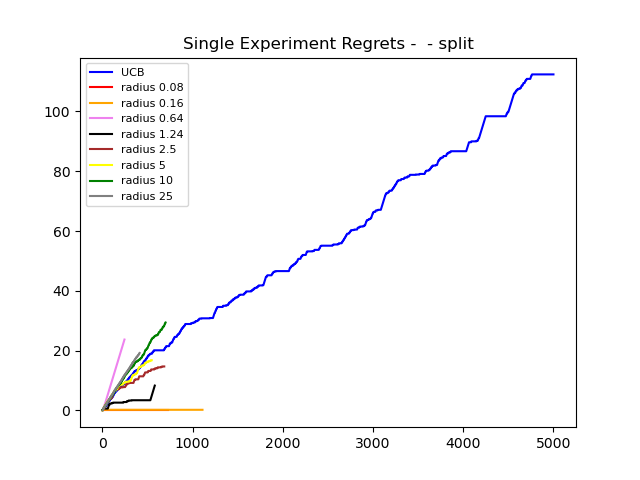 Single Experiment Regrets -  - split
UCB
radius 0.08
radius 0.16
radius 0.64
radius 1.24
radius 2.5
radius 5
radius 10
radius 25
100
80
60
40
20
0
0 1000 2000 3000 4000 5000